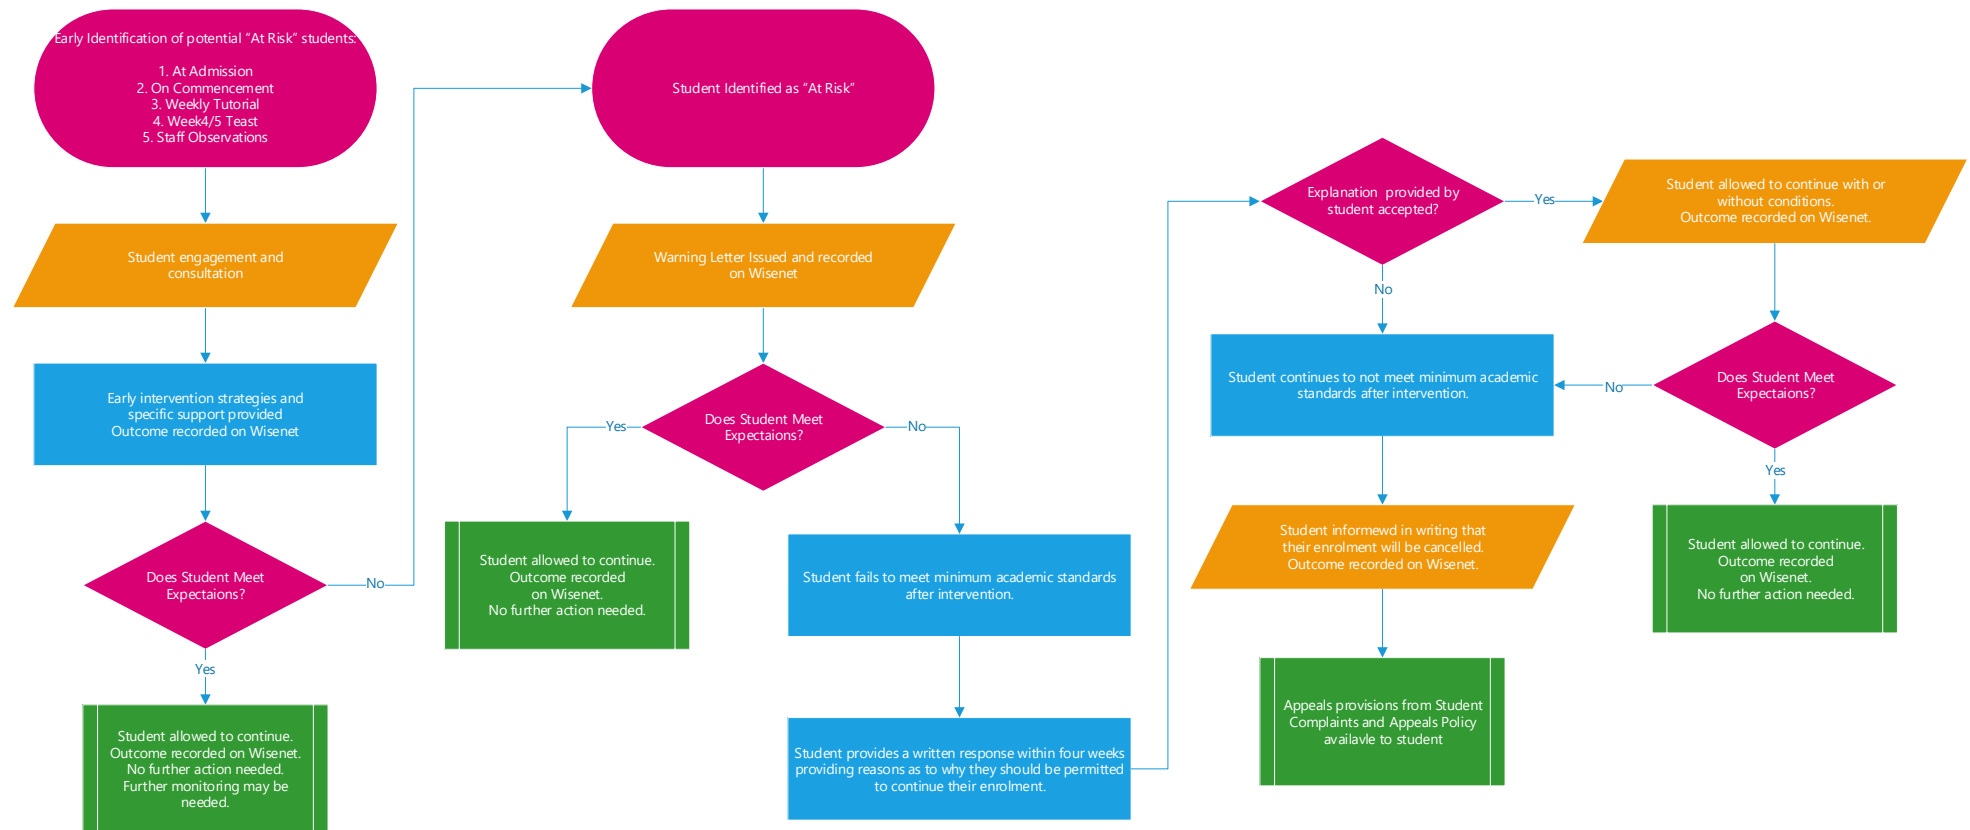 Early Identification of potential “At Risk” students:
1. At Admission
2. On Commencement
3. Weekly Tutorial
4. Week4/5 Teast
5. Staff Observations
Student engagement and
consultation
Early intervention strategies and
specific support provided
Outcome recorded on Wisenet
Does Student Meet
Expectaions?
No
Yes
Student allowed to continue.
Outcome recorded on Wisenet.
No further action needed.
Further monitoring may be
needed.
Student Identified as “At Risk”
Warning Letter Issued and recorded
on Wisenet
Does Student Meet
Expectaions?
Yes
No
Student allowed to continue.
Outcome recorded
on Wisenet.
No further action needed.
Student fails to meet minimum academic standards
after intervention.
Student provides a written response within four weeks
providing reasons as to why they should be permitted
to continue their enrolment.
Explanation  provided by
student accepted?
Yes
No
Student allowed to continue with or
without conditions.
Outcome recorded on Wisenet.
Does Student Meet
Expectaions?
No
Yes
Student continues to not meet minimum academic
standards after intervention.
Student informewd in writing that
their enrolment will be cancelled.
Outcome recorded on Wisenet.
Appeals provisions from Student
Complaints and Appeals Policy
availavle to student
Student allowed to continue.
Outcome recorded
on Wisenet.
No further action needed.